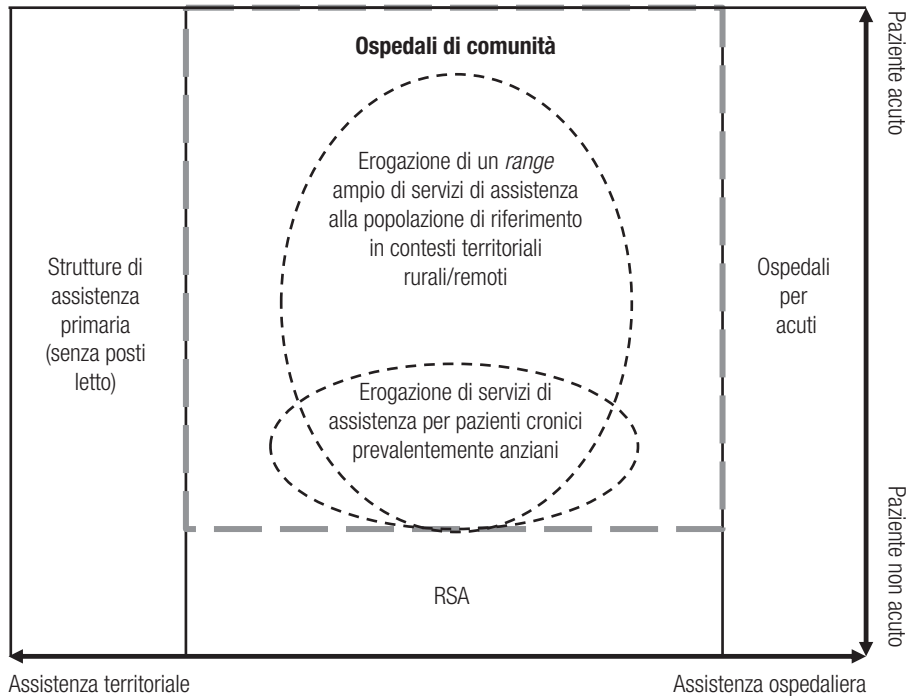 Ospedali di comunità
Erogazione di un range
ampio di servizi di assistenza
alla popolazione di riferimento
in contesti territoriali
rurali/remoti
Strutture di
assistenza
primaria
(senza posti
letto)
Ospedali
per
acuti
Erogazione di servizi di
assistenza per pazienti cronici
prevalentemente anziani
RSA
Paziente acuto
Paziente non acuto
Assistenza territoriale
Assistenza ospedaliera